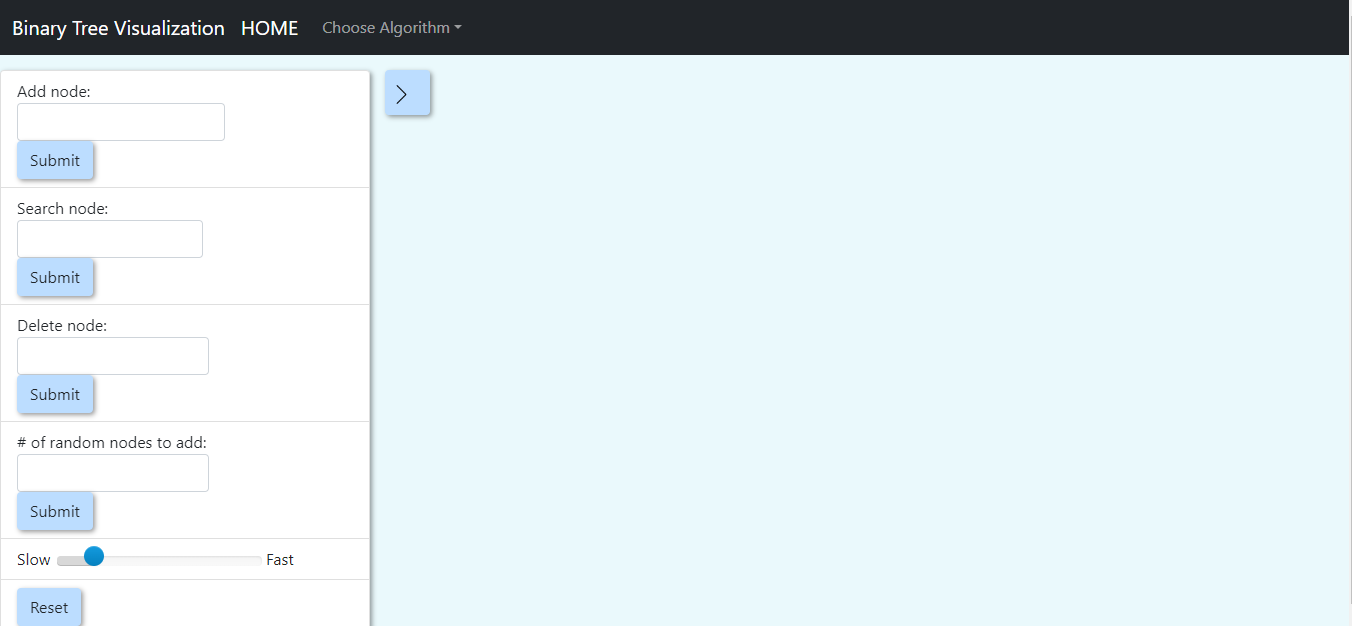 Binary Tree Visualization HOME Choose Algorithm
Add node:
Submit
Search node:
Submit
Delete node:
Submit
# of random nodes to add:
Submit
Slow Fast
Reset